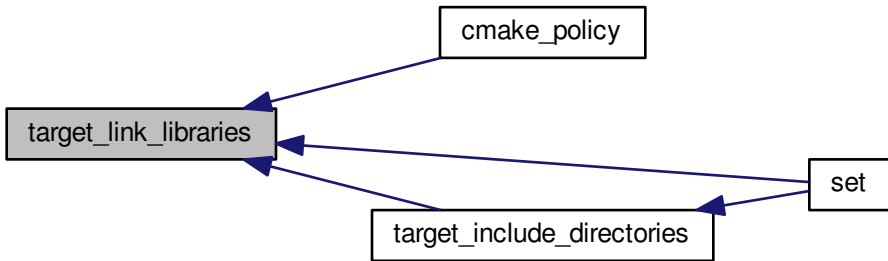 cmake_policy
target_link_libraries
set
target_include_directories